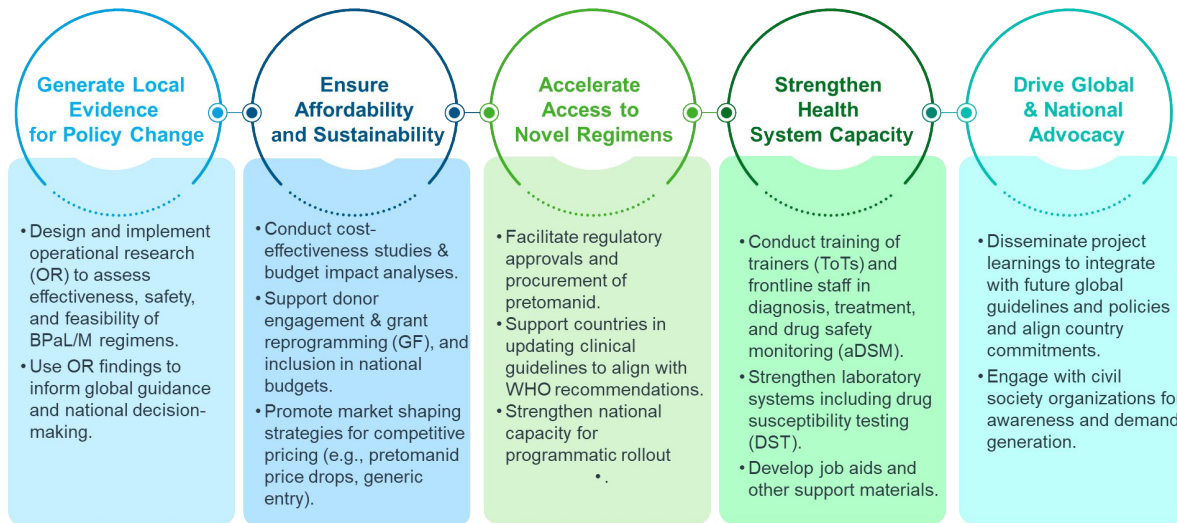 Generate Local
Evidence
for Policy Change
• Design and implement
operational research
(OR) to assess
effectiveness, safety,
and feasibility of
BPaL/M regimens.
• Use OR findings to
inform global guidance
and national decision-
making.
Ensure
Affordability
and Sustainability
• Conduct cost-
effectiveness studies &
budget impact analyses.
• Support donor
engagement & grant
reprogramming (GF), and
inclusion in national
budgets.
• Promote market shaping
strategies for competitive
pricing (e.g., pretomanid
price drops, generic
entry).
Accelerate
Access to
Novel Regimens
• Facilitate regulatory
approvals and
procurement of
pretomanid.
• Support countries in
updating clinical
guidelines to align with
WHO recommendations.
• Strengthen national
capacity for
programmatic rollout
• .
Strengthen
Health
System Capacity
• Conduct training of
trainers (ToTs) and
frontline staff in
diagnosis, treatment,
and drug safety
monitoring (aDSM).
• Strengthen laboratory
systems including drug
susceptibility testing
(DST).
• Develop job aids and
other support materials.
Drive Global
& National
Advocacy
• Disseminate project
learnings to integrate
with future global
guidelines and policies
and align country
commitments.
• Engage with civil
society organizations fo
awareness and demand
generation.